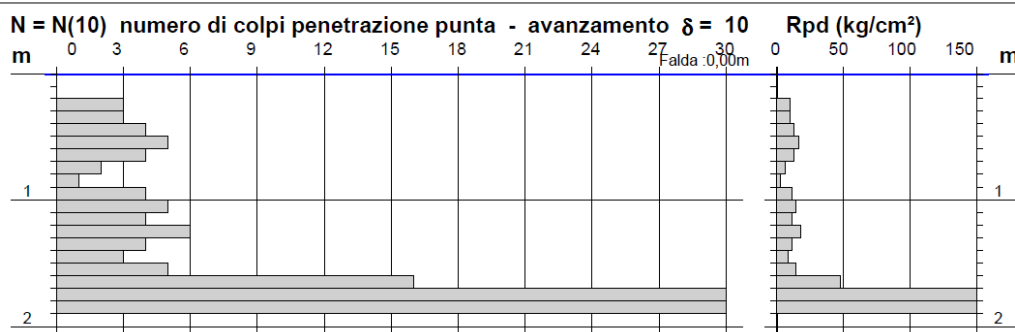 N = N(10) numero di colpi penetrazione punta - avanzamento δ = 10 Rpd (kg/cm²)
m 0 3 6 9 12 15 18 21 24 27 30 0 50 100 150 m
Falda :0,00m
1 1
2 2